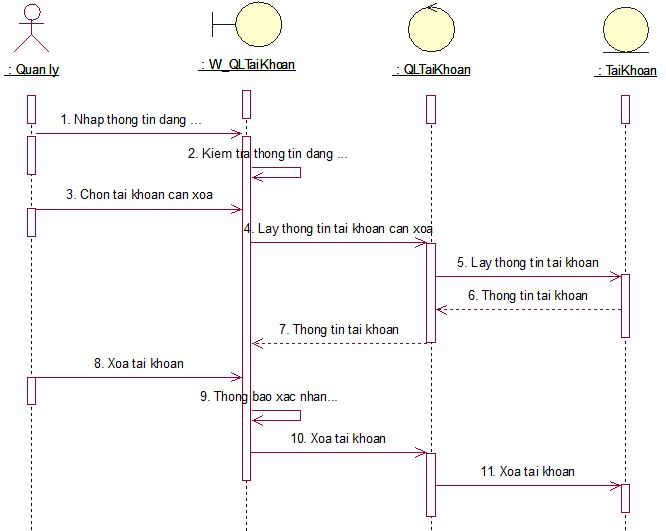 : Quan ly
: W_QLTaiKhoan
: QLTaiKhoan
: TaiKhoan
1. Nhap thong tin dang ...
2. Kiem tra thong tin dang ...
3. Chon tai khoan can xoa
4. Lay thong tin tai khoan can xoa
5. Lay thong tin tai khoan
6. Thong tin tai khoan
7. Thong tin tai khoan
8. Xoa tai khoan
9. Thong bao xac nhan...
10. Xoa tai khoan
11. Xoa tai khoan